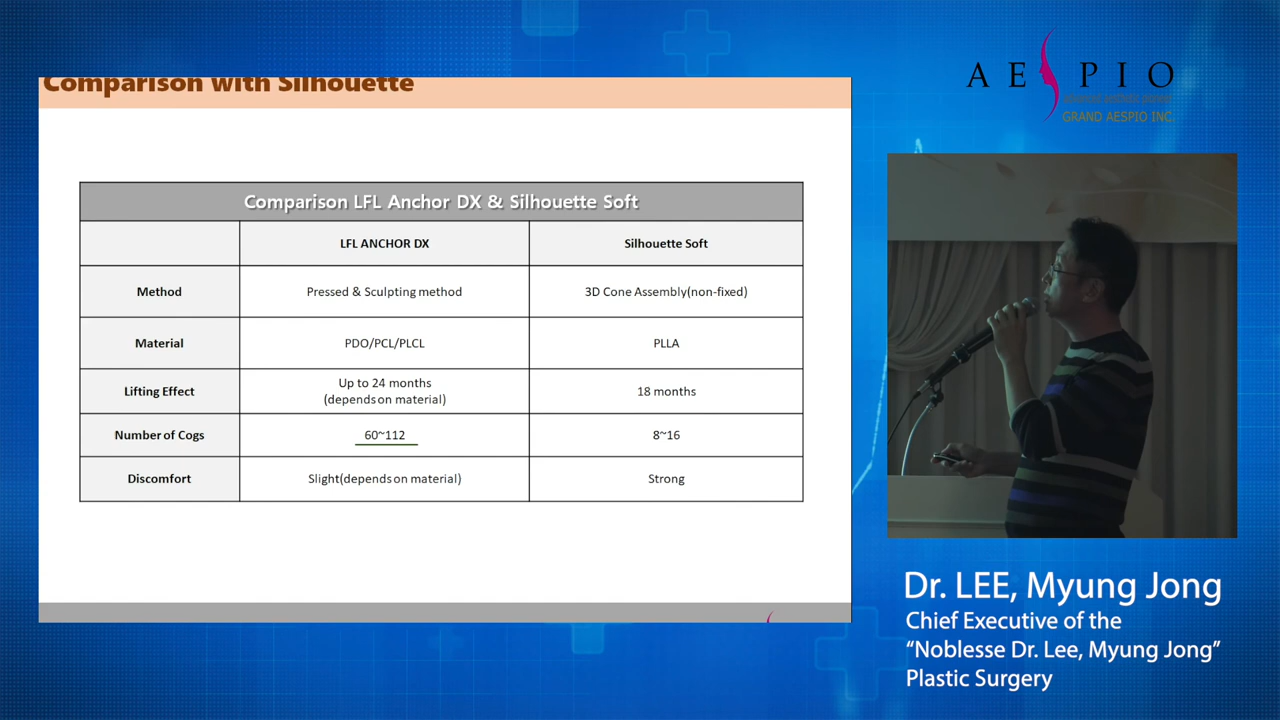 Comparison with Silhouette
AESPIO
GRAND AESPIO INC.
Comparison LFL Anchor DX & Silhouette Soft
LFL ANCHOR DX
Silhouette Soft
Method
Pressed & Sculpting method
3D Cone Assembly(non-fixed)
Material
PDO/PCL/PLCL
PLLA
Lifting Effect
Up to 24 months
(depends on material)
18 months
Number of Cogs
60~112
8~16
Discomfort
Slight(depends on material)
Strong
Dr. LEE, Myung Jong
Chief Executive of the
“Noblesse Dr. Lee, Myung Jong”
Plastic Surgery